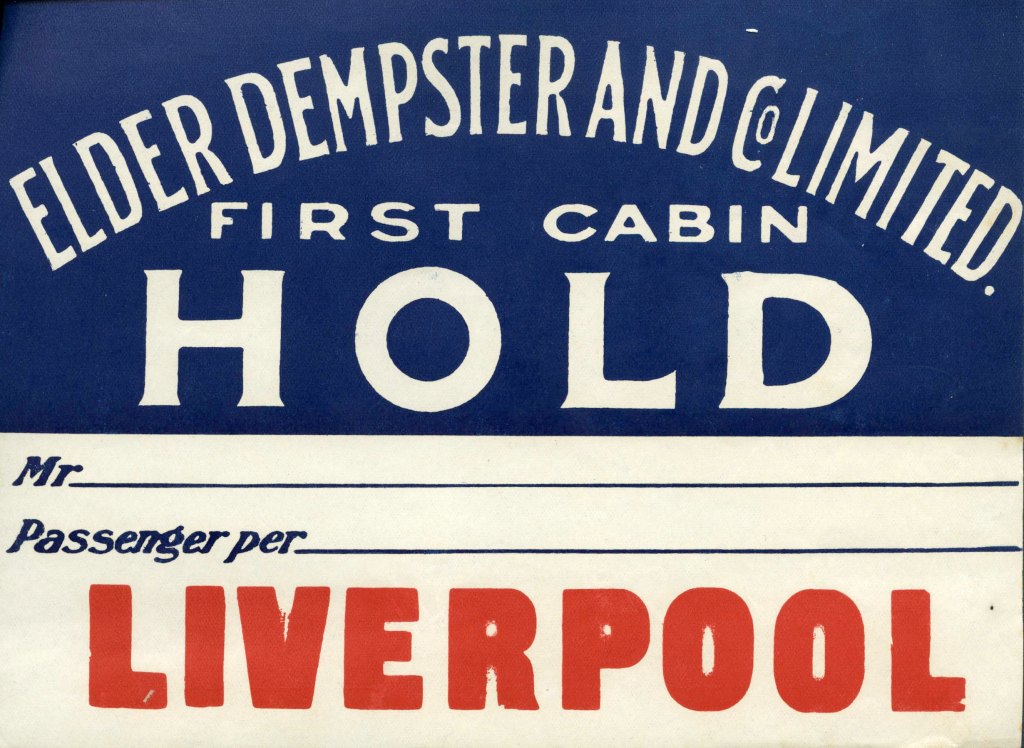 ELDER DEMPSTER AND CO LIMITED.
FIRST CABIN
HOLD
Mr
Passenger per
LIVERPOOL